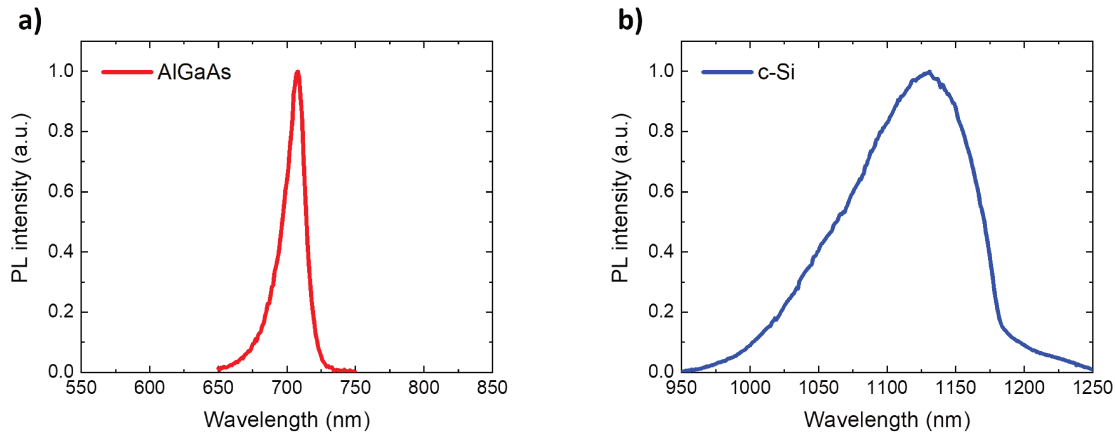 a)
AlGaAs
PL intensity (a.u.)
1.0
0.8
0.6
0.4
0.2
0.0
550 600 650 700 750 800 850
Wavelength (nm)
b)
c-Si
PL intensity (a.u.)
1.0
0.8
0.6
0.4
0.2
0.0
950 1000 1050 1100 1150 1200 1250
Wavelength (nm)